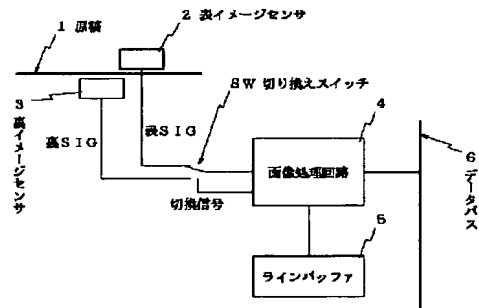 1 原稿
2 表イメージセンサ
3 裏イメージセンサ
裏SIG
表SIG
SW 切り換えスイッチ
切換信号
4
画像処理回路
5
ラインバッファ
6 データバス